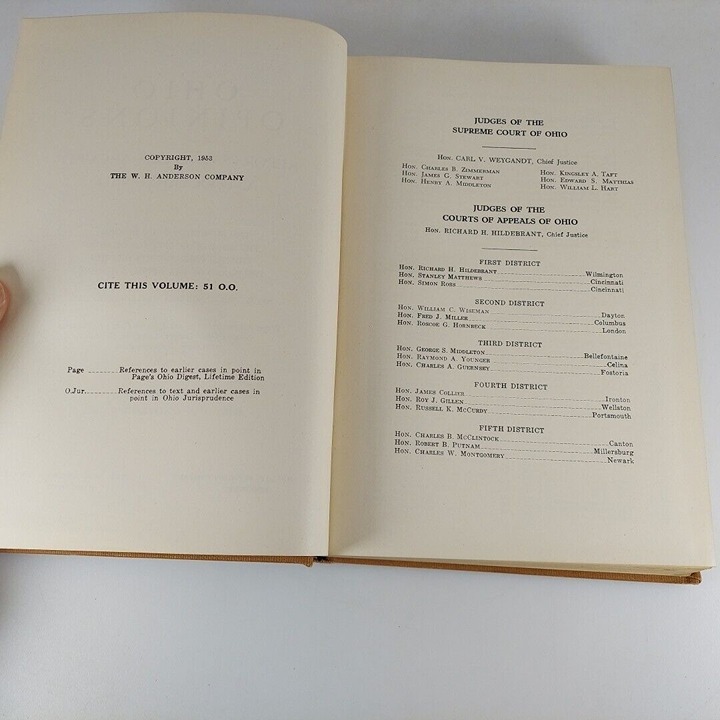 COPYRIGHT, 1953
By
THE W. H. ANDERSON COMPANY
CITE THIS VOLUME: 51 O.O.
Page ............References to earlier cases in point in
Page's Ohio Digest, Lifetime Edition
O.Jur............References to text and earlier cases in
point in Ohio Jurisprudence
JUDGES OF THE
SUPREME COURT OF OHIO
HON. CARL V. WEYGANDT, Chief Justice
HON. CHARLES B. ZIMMERMAN HON. KINGSLEY A. TAFT
HON. JAMES G. STEWART HON. EDWARD S. MATTHIAS
HON. HENRY A. MIDDLETON HON. WILLIAM L. HART
JUDGES OF THE
COURTS OF APPEALS OF OHIO
HON. RICHARD H. HILDEBRANT, Chief Justice
FIRST DISTRICT
HON. RICHARD H. HILDEBRANT............Wilmington
HON. STANLEY MATTHEWS............Cincinnati
HON. SIMON ROSS............Cincinnati
SECOND DISTRICT
HON. WILLIAM C. WISEMAN............Dayton
HON. FRED J. MILLER............Columbus
HON. ROSCOE G. HORNBECK............London
THIRD DISTRICT
HON. GEORGE S. MIDDLETON............Bellefontaine
HON. RAYMOND A. YOUNGER............Celina
HON. CHARLES A. GUERNSEY............Fostoria
FOURTH DISTRICT
HON. JAMES COLLIER............Ironton
HON. ROY J. GILLEN............Wellston
HON. RUSSELL K. MCCURDY............Portsmouth
FIFTH DISTRICT
HON. CHARLES B. MCCLINTOCK............Canton
HON. ROBERT B. PUTNAM............Millersburg
HON. CHARLES W. MONTGOMERY............Newark